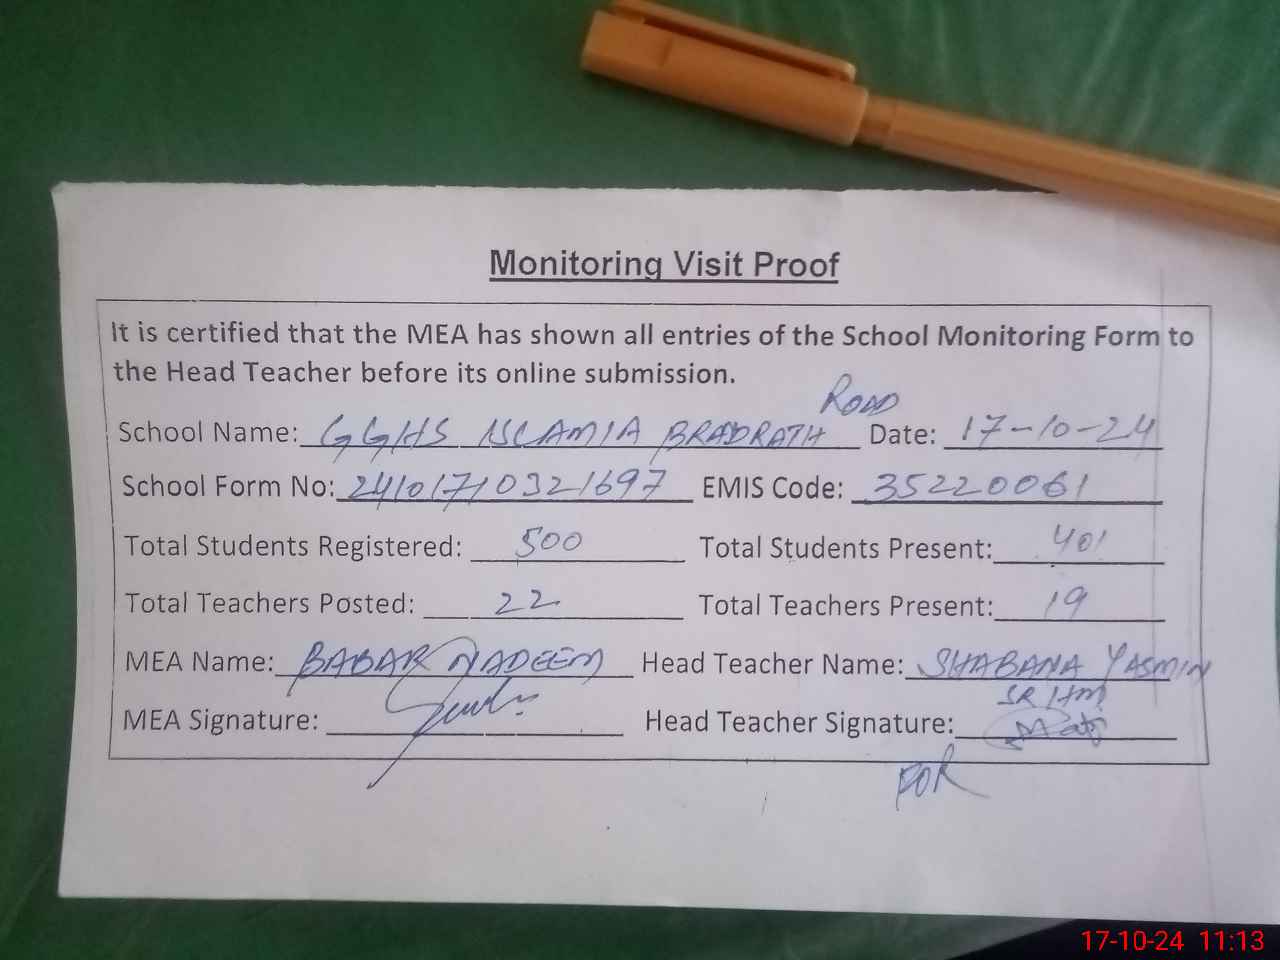 Monitoring Visit Proof
It is certified that the MEA has shown all entries of the School Monitoring Form to
the Head Teacher before its online submission.
School Name: GGHS ISLAMIA BRADRATH ROAD Date: 17-10-24
School Form No: 24101710321697 EMIS Code: 35220061
Total Students Registered: 500 Total Students Present: 401
Total Teachers Posted: 22 Total Teachers Present: 19
MEA Name: BABAR NADEEM Head Teacher Name: SHABANA YASMIN
SR HM
MEA Signature: Head Teacher Signature:
FOR
17-10-24 11:13